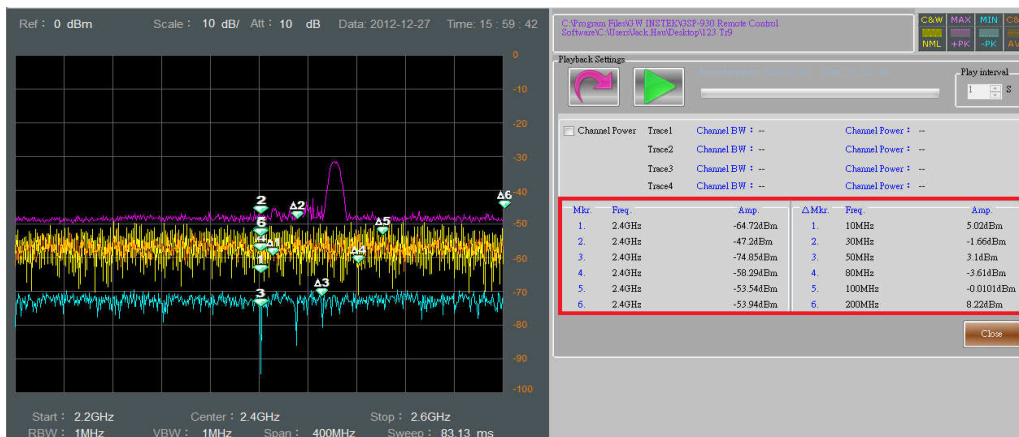 Ref : 0 dBm Scale : 10 dB/ Att : 10 dB Data: 2012-12-27 Time: 15 : 59 : 42
0
-10
-20
-30
-40
-50
-60
-70
-80
-90
-100
2
Δ2
Δ6
6
Δ5
4
Δ1
Δ4
1
Δ3
3
Start : 2.2GHz Center : 2.4GHz Stop : 2.6GHz
RBW : 1MHz VBW : 1MHz Span : 400MHz Sweep : 83.13 ms
C:\Program Files\GW INSTEK\GSP-930 Remote Control
Software\C:\Users\Jack.Hau\Desktop\123 Tr9
C&W MAX MIN
NML +PK -PK
Playback Settings
Play interval
1 S
Channel Power Trace1 Channel BW : -- Channel Power : --
Trace2 Channel BW : -- Channel Power : --
Trace3 Channel BW : -- Channel Power : --
Trace4 Channel BW : -- Channel Power : --
Mkr. Freq. Amp. △Mkr. Freq. Amp.
1. 2.4GHz -64.72dBm 1. 10MHz 5.02dBm
2. 2.4GHz -47.2dBm 2. 30MHz -1.66dBm
3. 2.4GHz -74.85dBm 3. 50MHz 3.1dBm
4. 2.4GHz -58.29dBm 4. 80MHz -3.61dBm
5. 2.4GHz -53.54dBm 5. 100MHz -0.0101dBm
6. 2.4GHz -53.94dBm 6. 200MHz 8.22dBm
Close